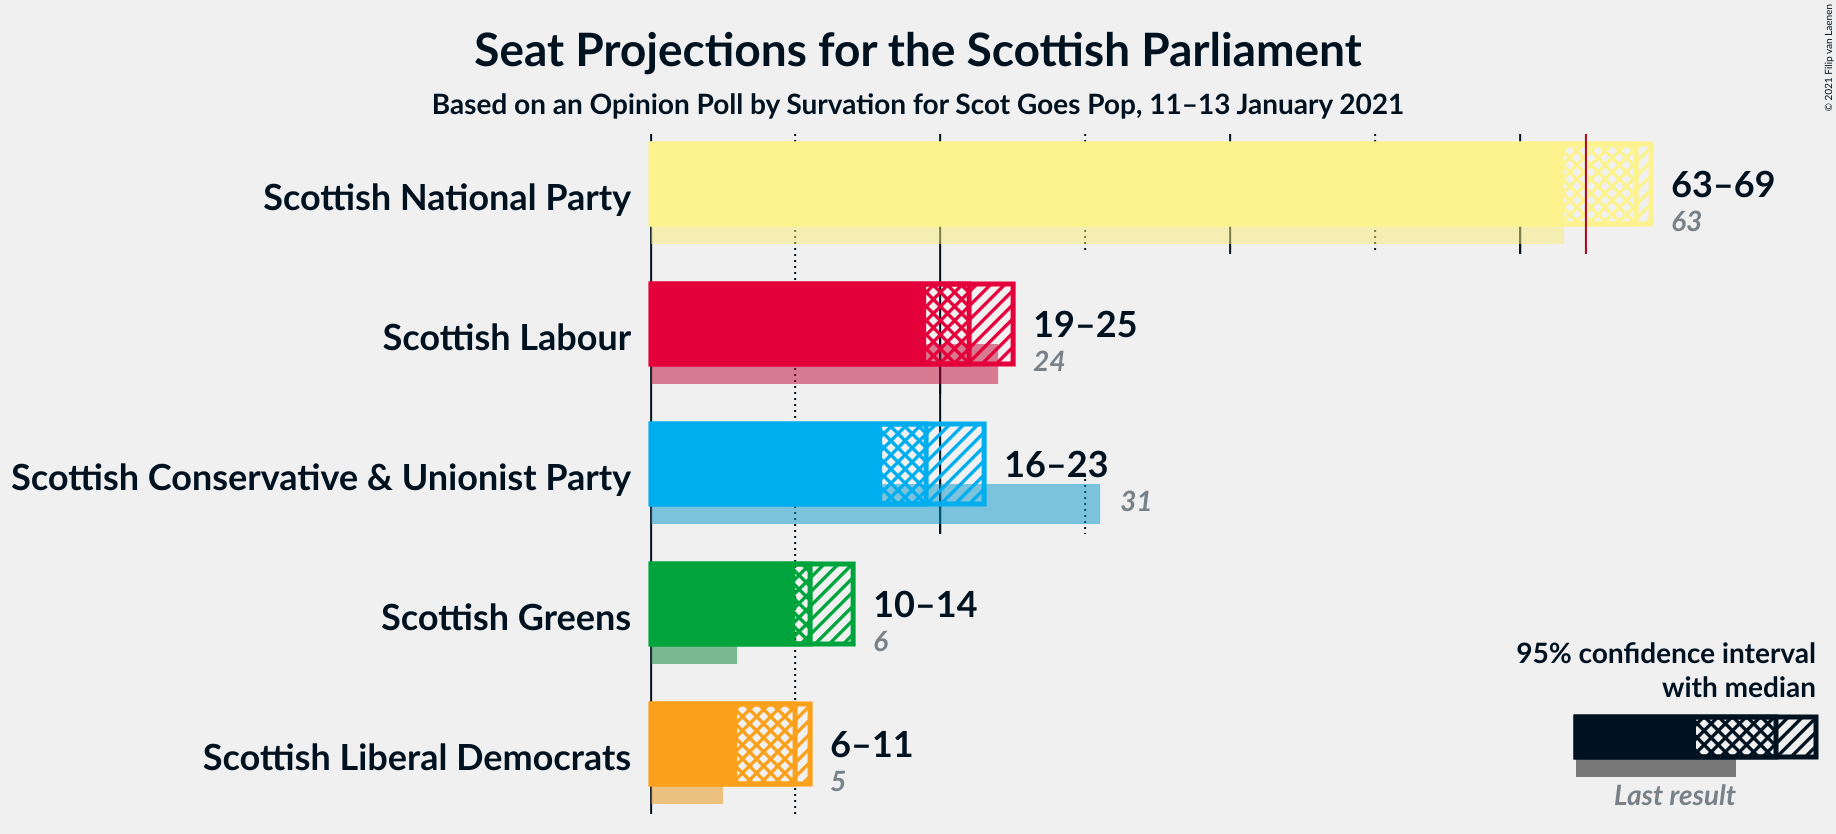 Seat Projections for the Scottish Parliament
Based on an Opinion Poll by Survation for Scot Goes Pop, 11–13 January 2021
© 2021 Filip van Laenen
Scottish National Party
63–69
63
Scottish Labour
19–25
24
Scottish Conservative & Unionist Party
16–23
31
Scottish Greens
10–14
6
Scottish Liberal Democrats
6–11
5
95% confidence interval
with median
Last result